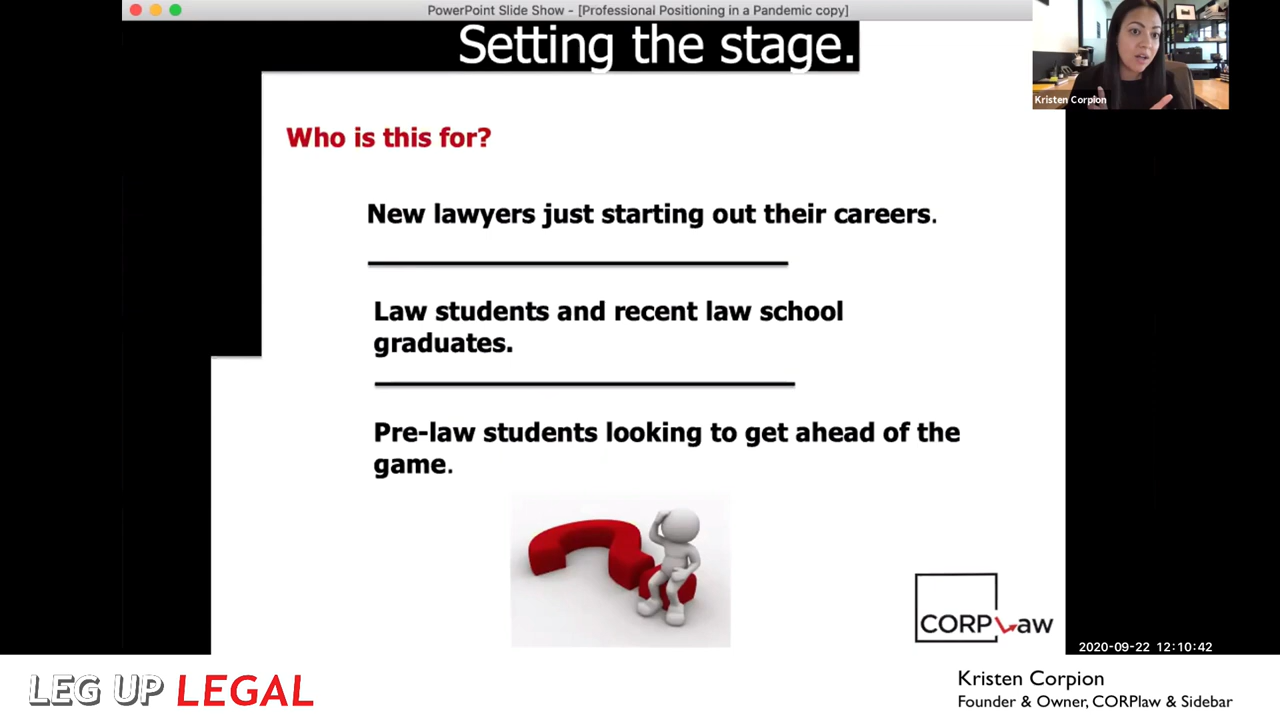 PowerPoint Slide Show - [Professional Positioning in a Pandemic copy]
Setting the stage.
Kristen Corpion
Who is this for?
New lawyers just starting out their careers.
Law students and recent law school
graduates.
Pre-law students looking to get ahead of the
game.
CORP Law
2020-09-22 12:10:42
LEG UP LEGAL
Kristen Corpion
Founder & Owner, CORPlaw & Sidebar